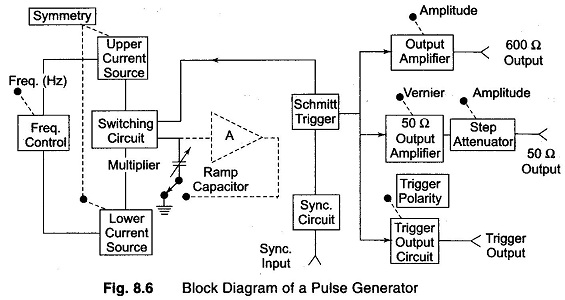 Symmetry
Upper
Current
Source
Freq. (Hz)
Freq.
Control
Switching
Circuit
Multiplier
A
Ramp
Capacitor
Lower
Current
Source
Schmitt
Trigger
Sync.
Circuit
Sync.
Input
Amplitude
Output
Amplifier
600 Ω
Output
Vernier
Amplitude
50 Ω
Output
Amplifier
Step
Attenuator
50 Ω
Output
Trigger
Polarity
Trigger
Output
Circuit
Trigger
Output
Fig. 8.6 Block Diagram of a Pulse Generator